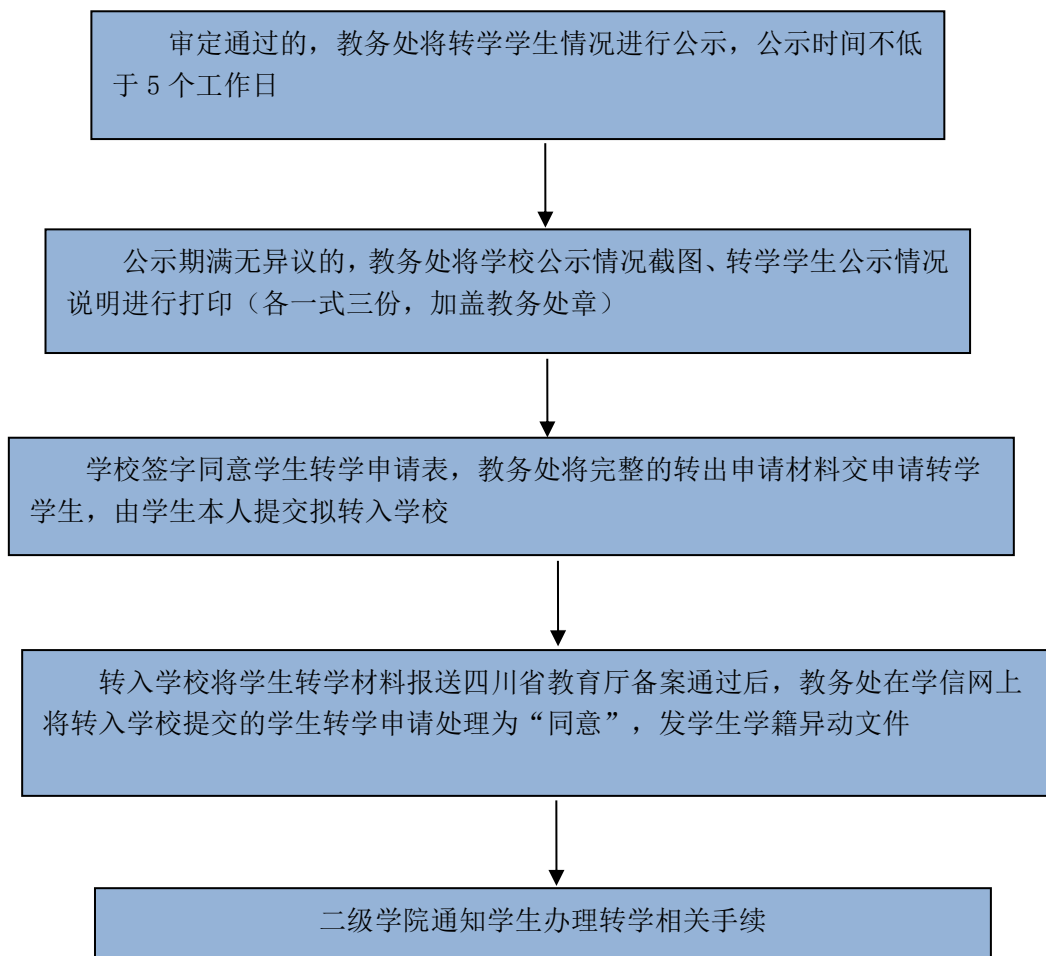 审定通过的，教务处将转学学生情况进行公示，公示时间不低
于 5 个工作日
公示期满无异议的，教务处将学校公示情况截图、转学学生公示情况
说明进行打印（各一式三份，加盖教务处章）
学校签字同意学生转学申请表，教务处将完整的转出申请材料交申请转学
学生，由学生本人提交拟转入学校
转入学校将学生转学材料报送四川省教育厅备案通过后，教务处在学信网上
将转入学校提交的学生转学申请处理为“同意”，发学生学籍异动文件
二级学院通知学生办理转学相关手续